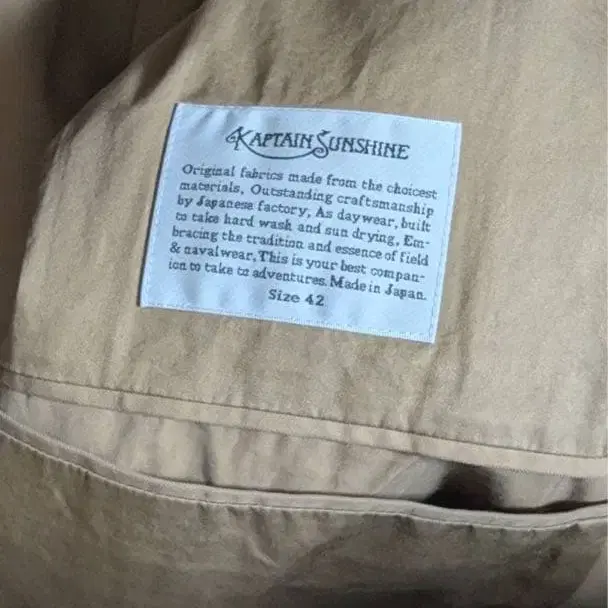 KAPTAIN SUNSHINE
Original fabrics made from the choicest
materials, Outstanding craftsmanship
by Japanese factory, As daywear, built
to take hard wash and sun drying, Em-
bracing the tradition and essence of field
& navalwear, This is your best compan-
ion to take to adventures. Made in Japan.
Size 42